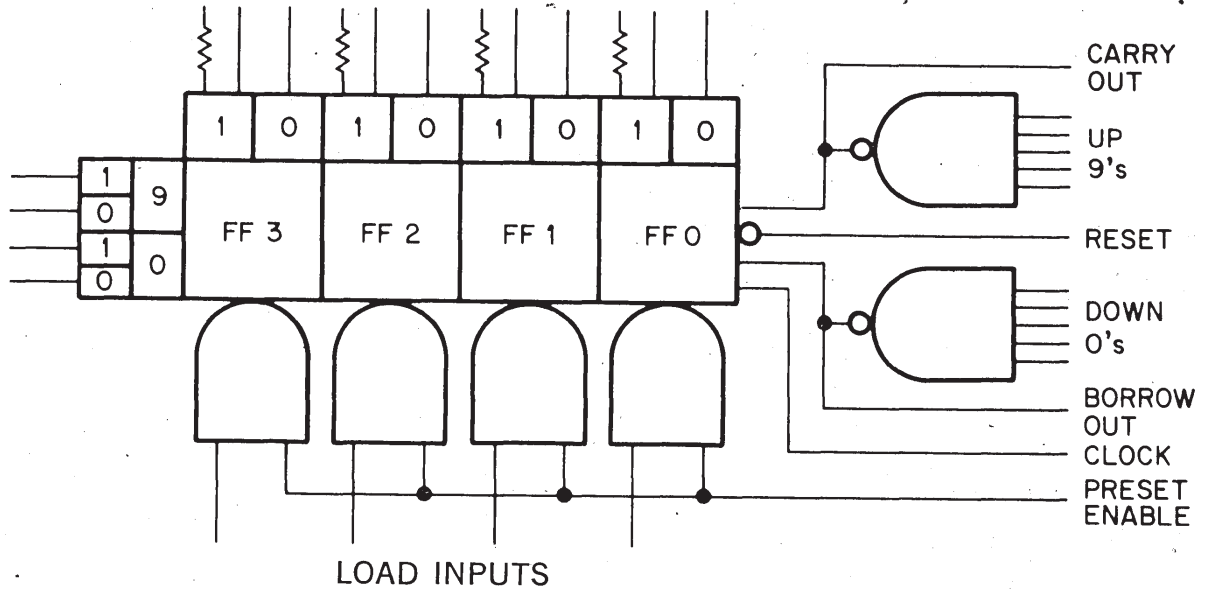 CARRY
OUT
1 0 1 0 1 0 1 0
UP
9's
1 9
0
1 0
0
FF 3 FF 2 FF 1 FF 0
RESET
DOWN
0's
BORROW
OUT
CLOCK
PRESET
ENABLE
LOAD INPUTS